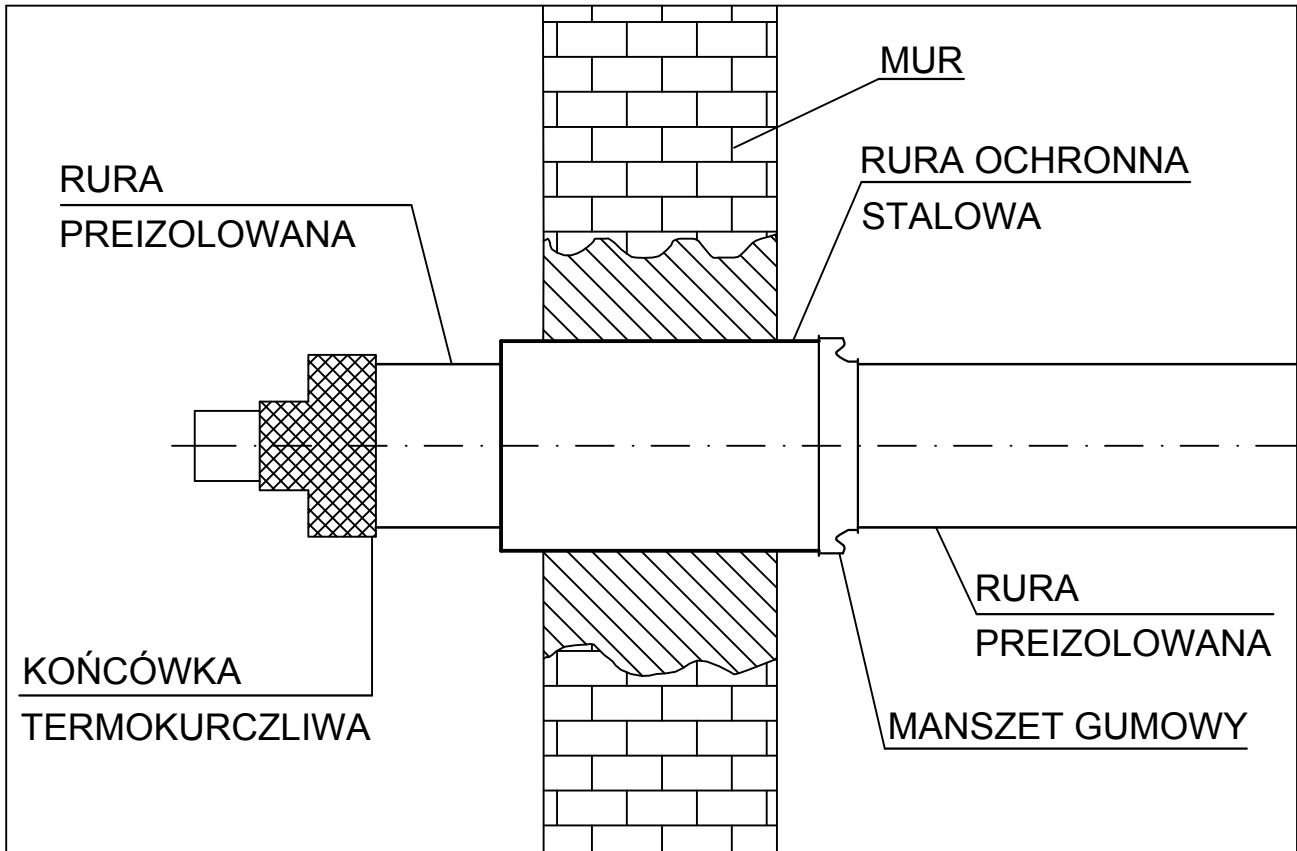 MUR
RURA OCHRONNA
STALOWA
RURA
PREIZOLOWANA
RURA
PREIZOLOWANA
KOŃCÓWKA
TERMOKURCZLIWA
MANSZET GUMOWY